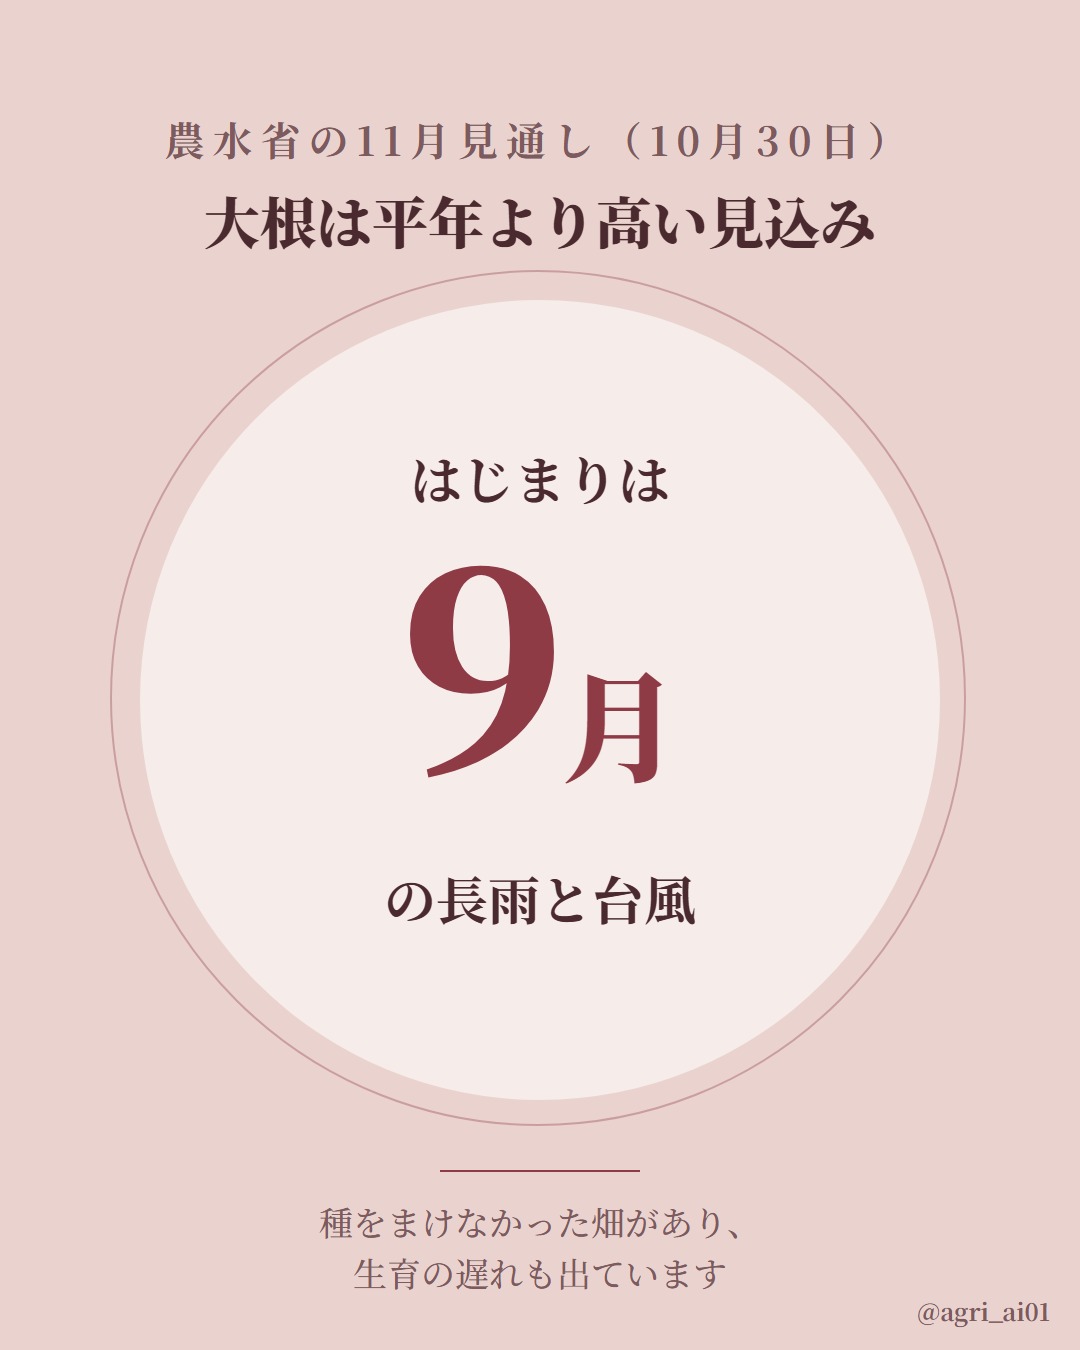 農水省の11月見通し（10月30日）
大根は平年より高い見込み
はじまりは
9月
の長雨と台風
種をまけなかった畑があり、
生育の遅れも出ています
@agri_ai01